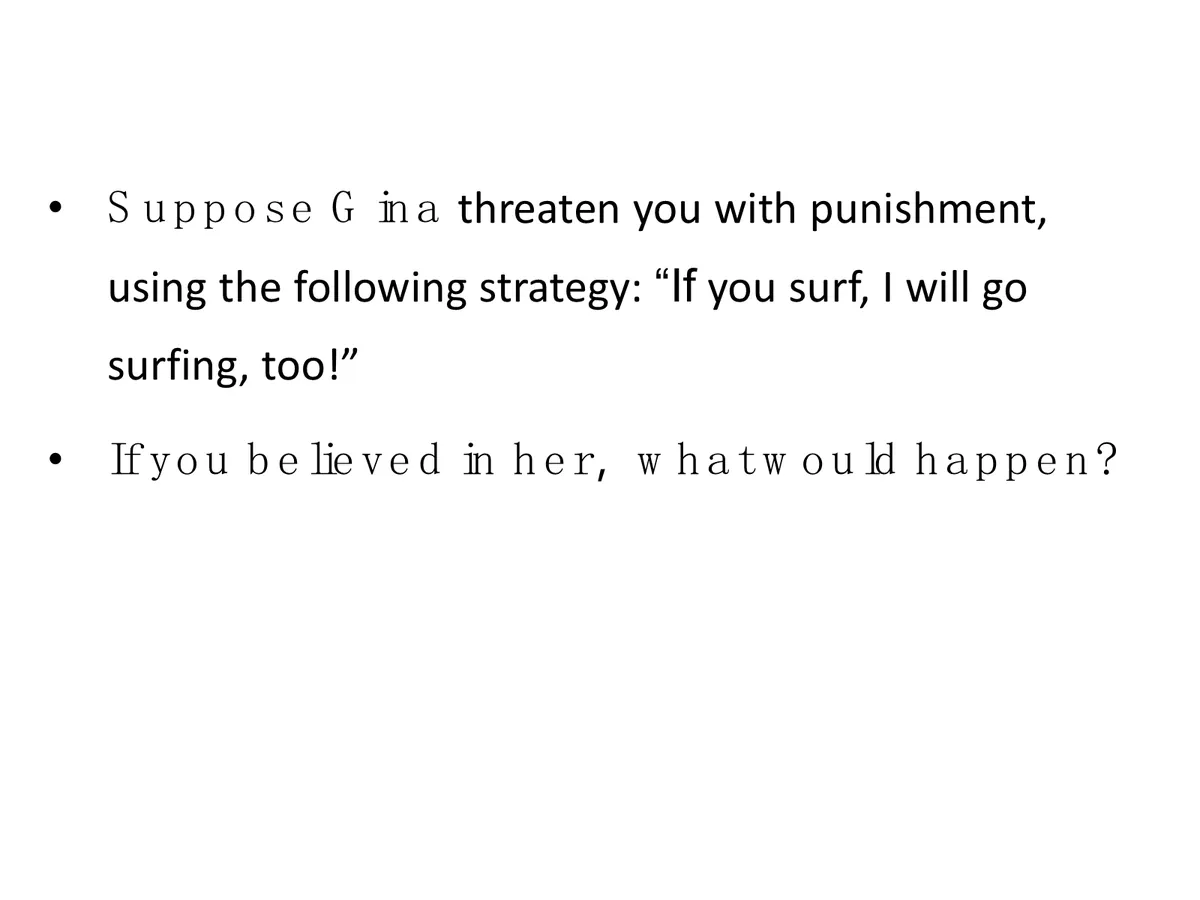 • Suppose Gina threaten you with punishment,
using the following strategy: “If you surf, I will go
surfing, too!”
• If you believed in her, what would happen?